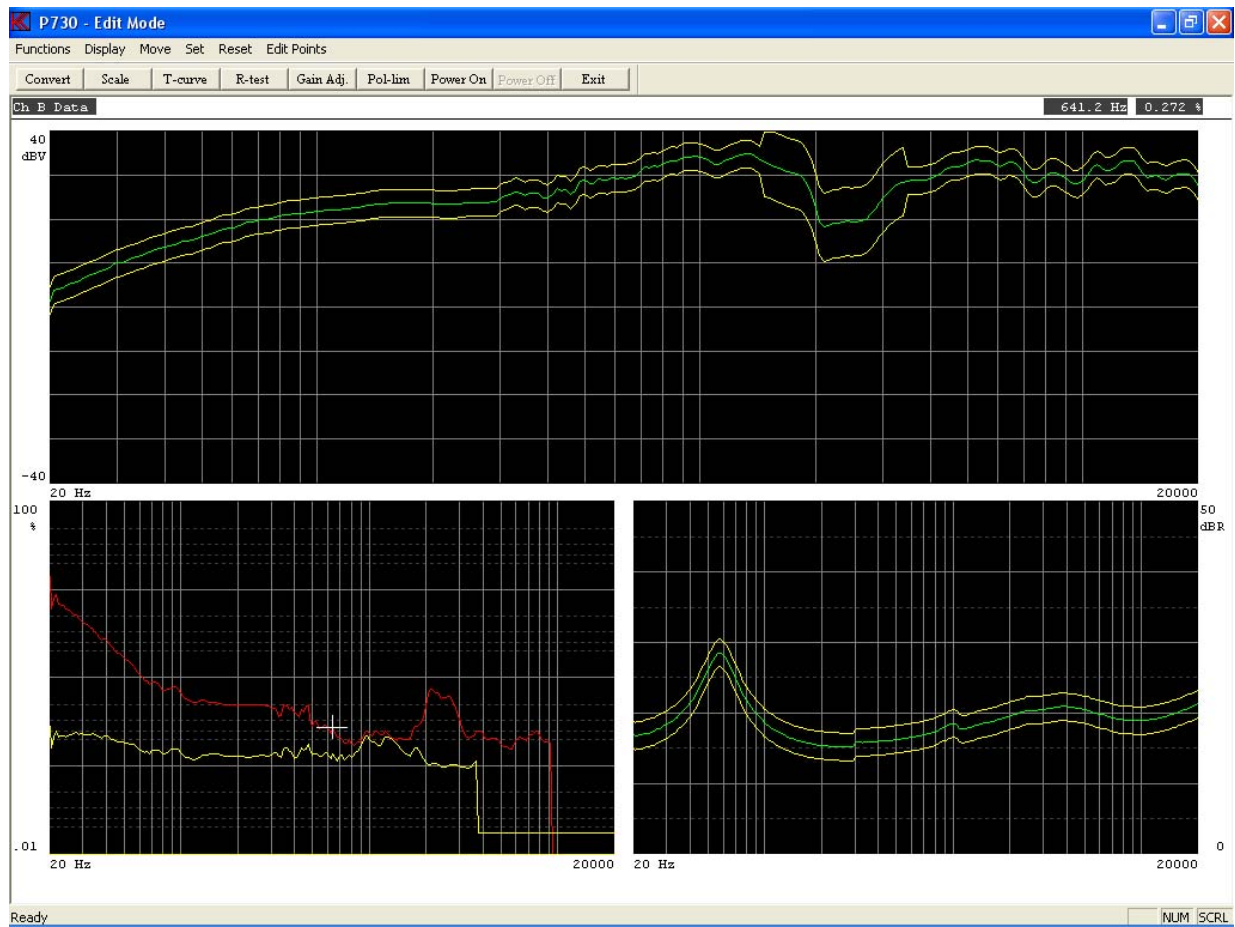 P730 - Edit Mode
Functions Display Move Set Reset Edit Points
Convert Scale T-curve R-test Gain Adj. Pol-lim Power On Power Off Exit
Ch B Data 641.2 Hz 0.272 %
40
dBV
-40
20 Hz 20000
100
%
50
dBR
.01
0
20 Hz 20000 20 Hz 20000
Ready NUM SCRL